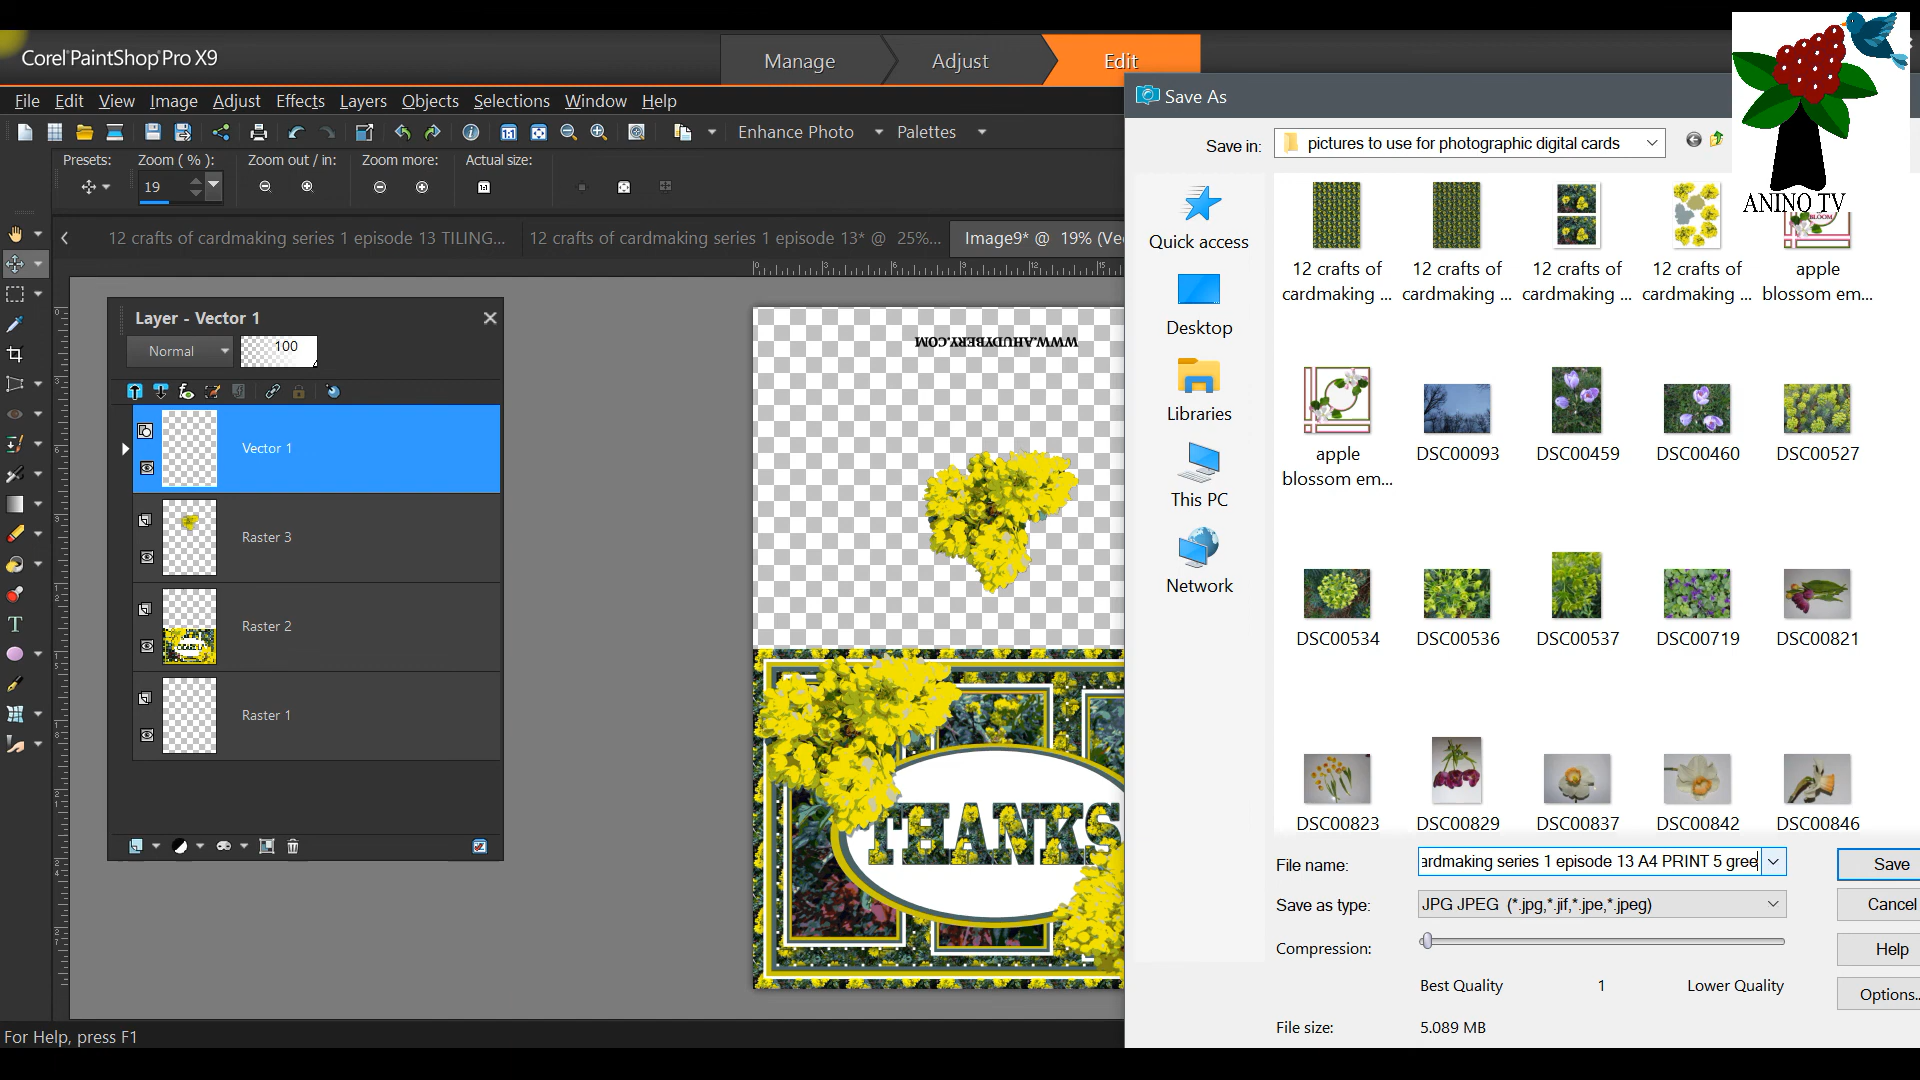 Corel PaintShop Pro X9
Manage
Adjust
Edit
File Edit View Image Adjust Effects Layers Objects Selections Window Help
Enhance Photo
Palettes
Presets:
Zoom ( % ):
Zoom out / in:
Zoom more:
Actual size:
19
12 crafts of cardmaking series 1 episode 13 TILING...
12 crafts of cardmaking series 1 episode 13* @ 25%...
Image9* @ 19% (Vec
Layer - Vector 1
Normal
100
Vector 1
Raster 3
Raster 2
Raster 1
WWW.AHUDYBERY.COM
THANKS
For Help, press F1
Save As
Save in:
pictures to use for photographic digital cards
ANINO TV
Quick access
Desktop
Libraries
This PC
Network
12 crafts of
cardmaking ...
12 crafts of
cardmaking ...
12 crafts of
cardmaking ...
12 crafts of
cardmaking ...
apple
blossom em...
apple
blossom em...
DSC00093
DSC00459
DSC00460
DSC00527
DSC00534
DSC00536
DSC00537
DSC00719
DSC00821
DSC00823
DSC00829
DSC00837
DSC00842
DSC00846
File name:
ardmaking series 1 episode 13 A4 PRINT 5 gree
Save
Save as type:
JPG JPEG (*.jpg,*.jif,*.jpe,*.jpeg)
Cancel
Compression:
Help
Best Quality
1
Lower Quality
Options..
File size:
5.089 MB